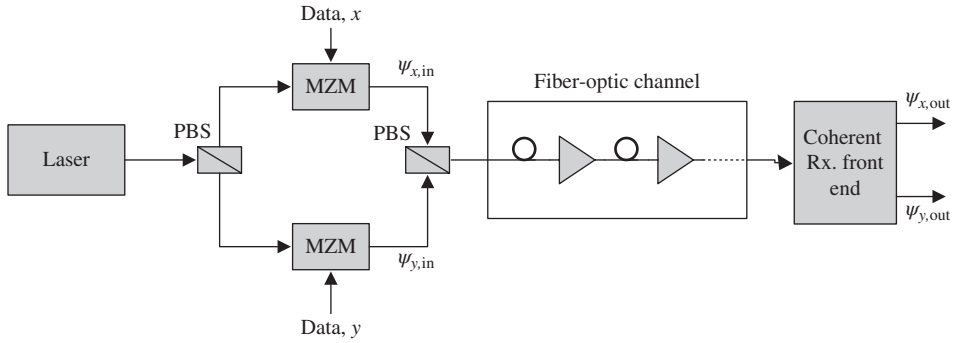 Data, x
MZM
ψx,in
Fiber-optic channel
ψx,out
PBS
PBS
Laser
Coherent
Rx. front
end
MZM
ψy,in
ψy,out
Data, y